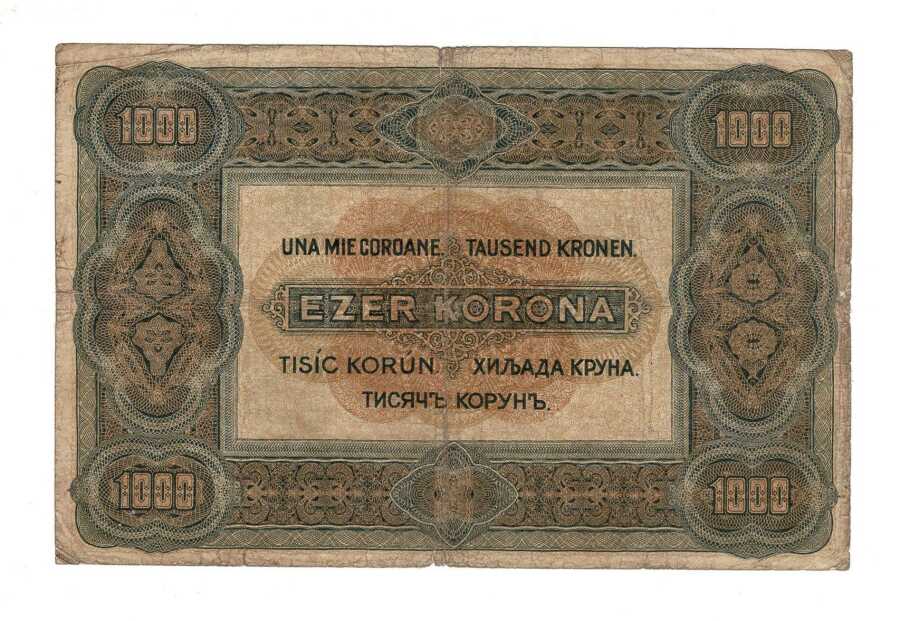 1000 1000
UNA MIE COROANE. TAUSEND KRONEN.
EZER KORONA
TISÍC KORÚN. ХИЉАДА КРУНА.
ТИСЯЧЪ КОРУНЪ.
1000 1000